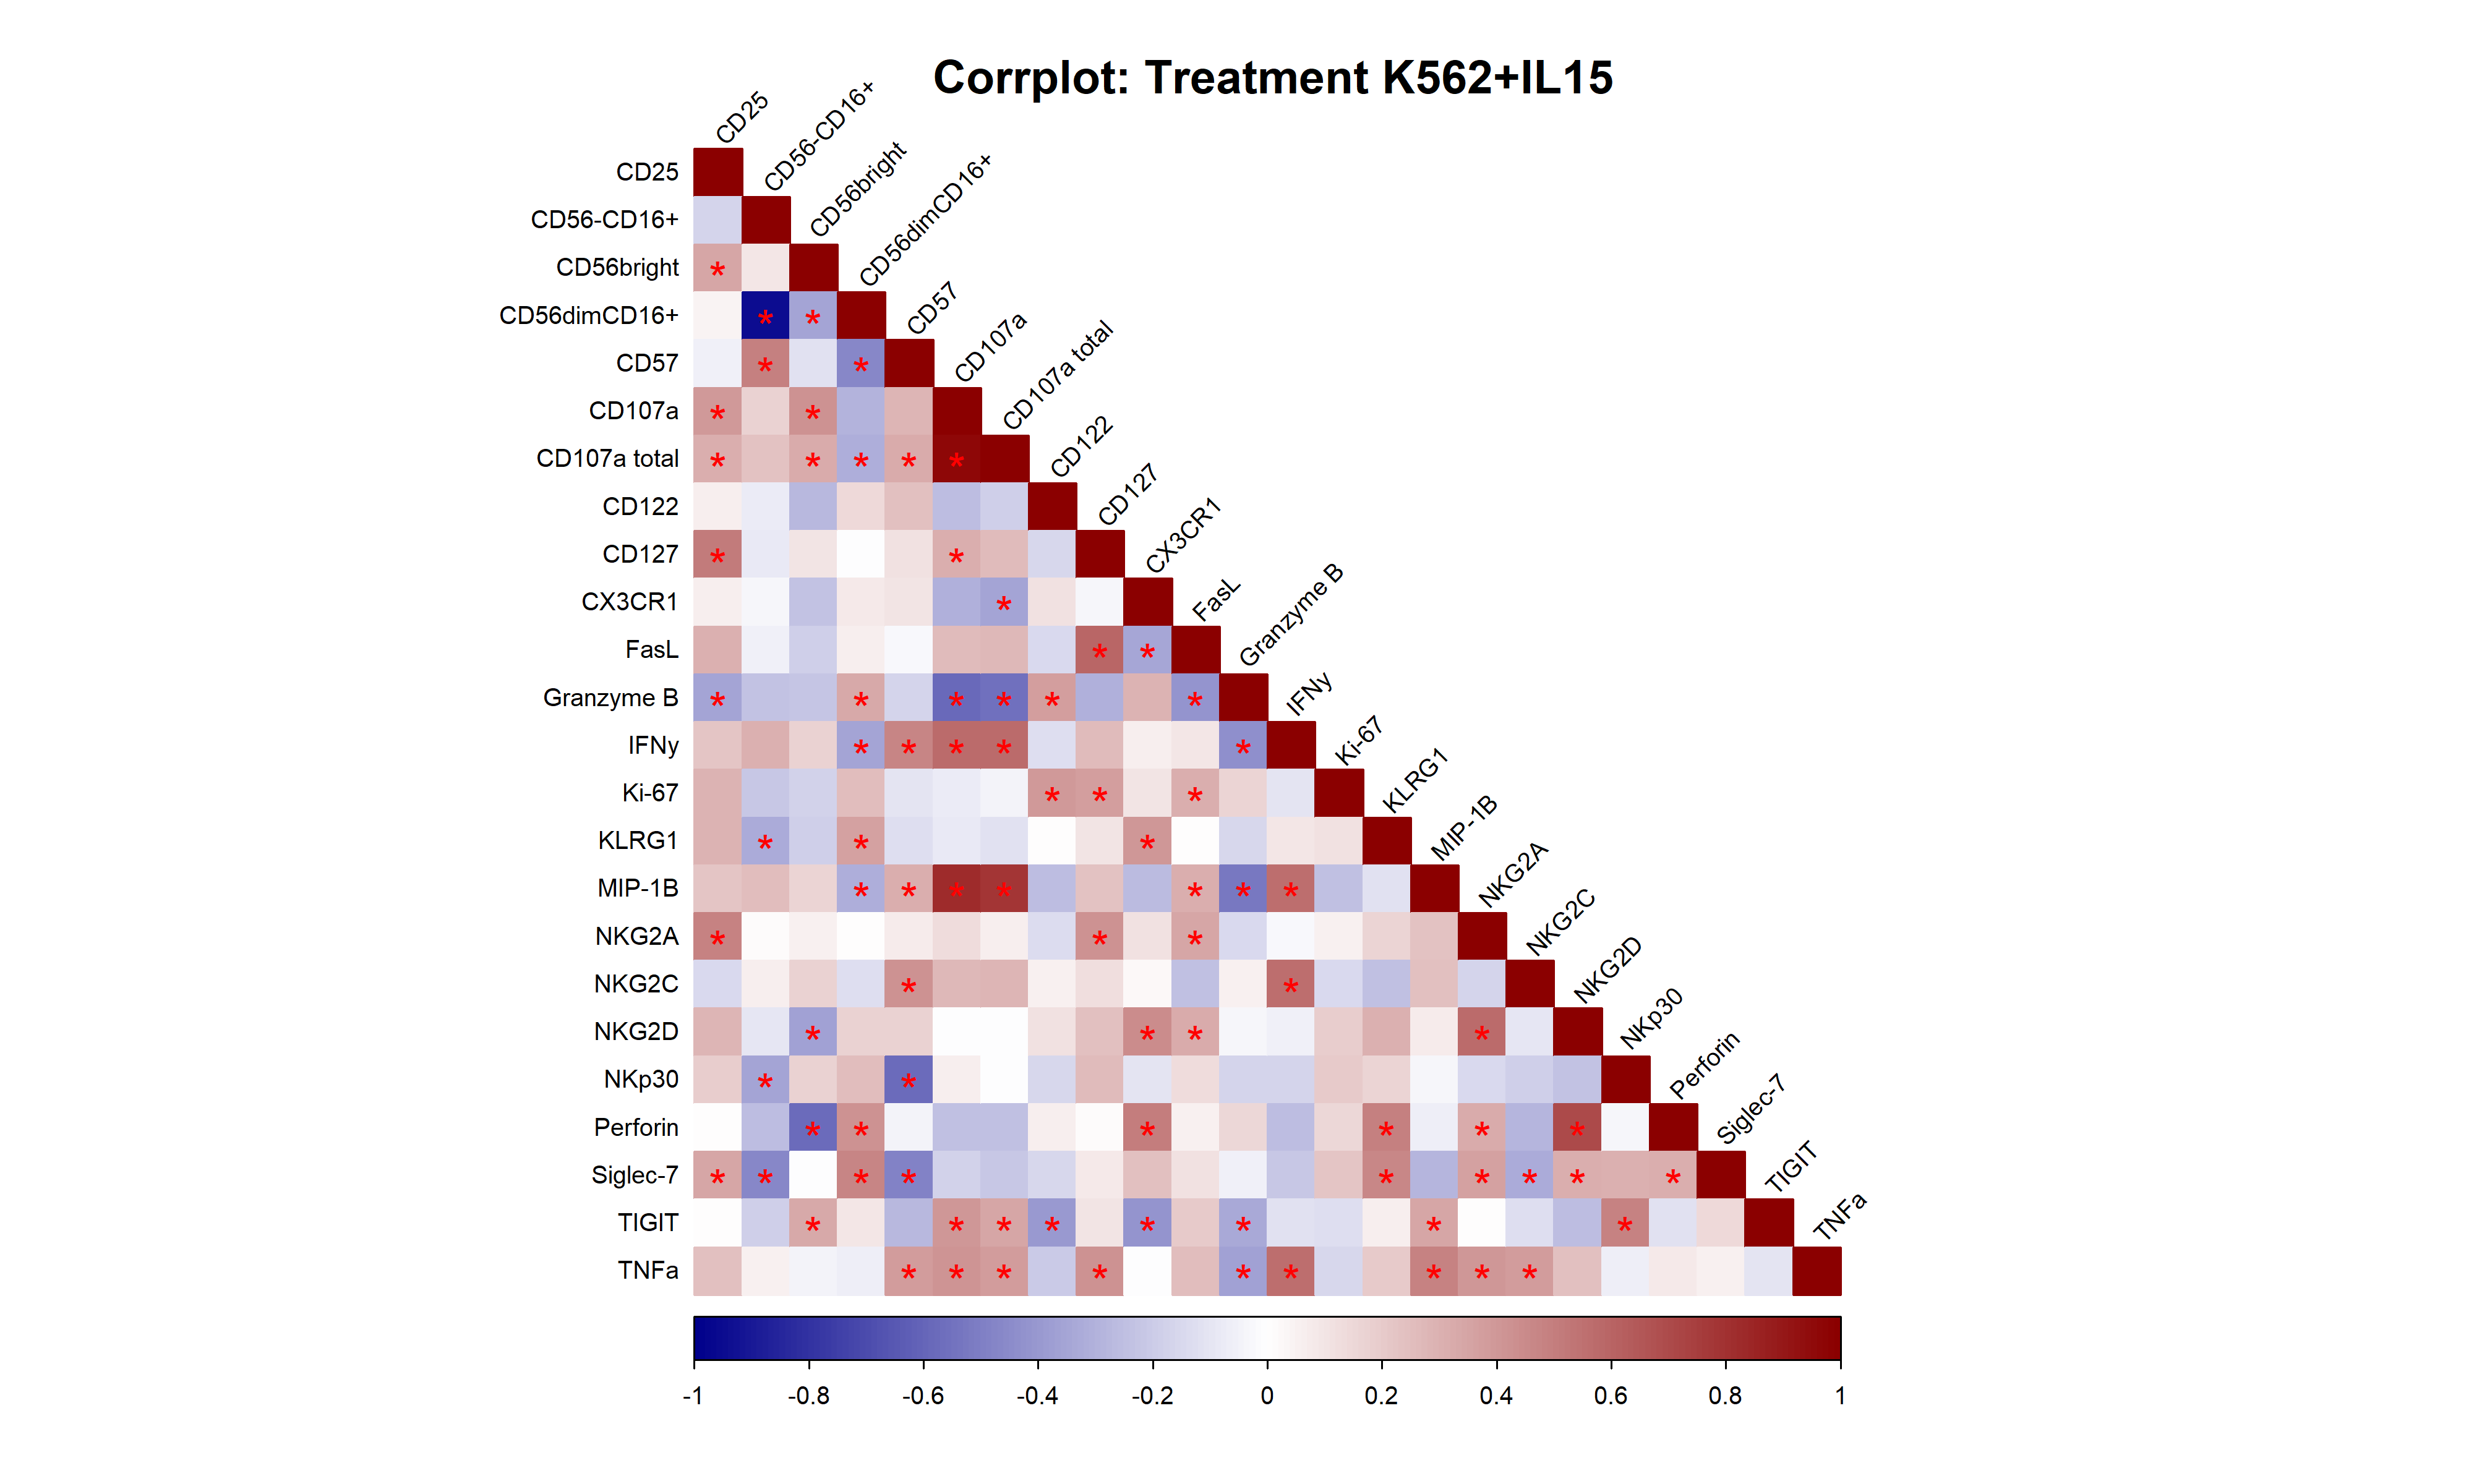 Corrplot: Treatment K562+IL15
CD25
CD56-CD16+
CD56bright
CD56dimCD16+
CD57
CD107a
CD107a total
CD122
CD127
CX3CR1
FasL
Granzyme B
IFNy
Ki-67
KLRG1
MIP-1B
NKG2A
NKG2C
NKG2D
NKp30
Perforin
Siglec-7
TIGIT
TNFa
CD25
CD56-CD16+
CD56bright
CD56dimCD16+
CD57
CD107a
CD107a total
CD122
CD127
CX3CR1
FasL
Granzyme B
IFNy
Ki-67
KLRG1
MIP-1B
NKG2A
NKG2C
NKG2D
NKp30
Perforin
Siglec-7
TIGIT
TNFa
-1 -0.8 -0.6 -0.4 -0.2 0 0.2 0.4 0.6 0.8 1